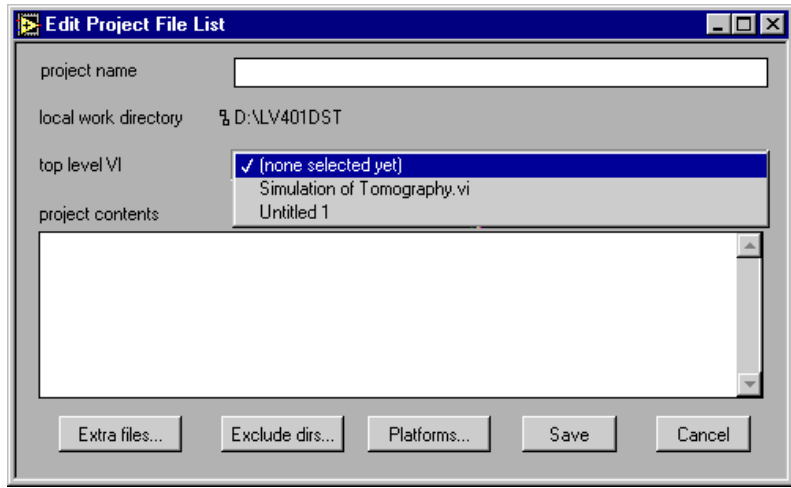 Edit Project File List
project name
local work directory D:\LV401DST
top level VI ✓ (none selected yet)
Simulation of Tomography.vi
Untitled 1
project contents
Extra files... Exclude dirs... Platforms... Save Cancel